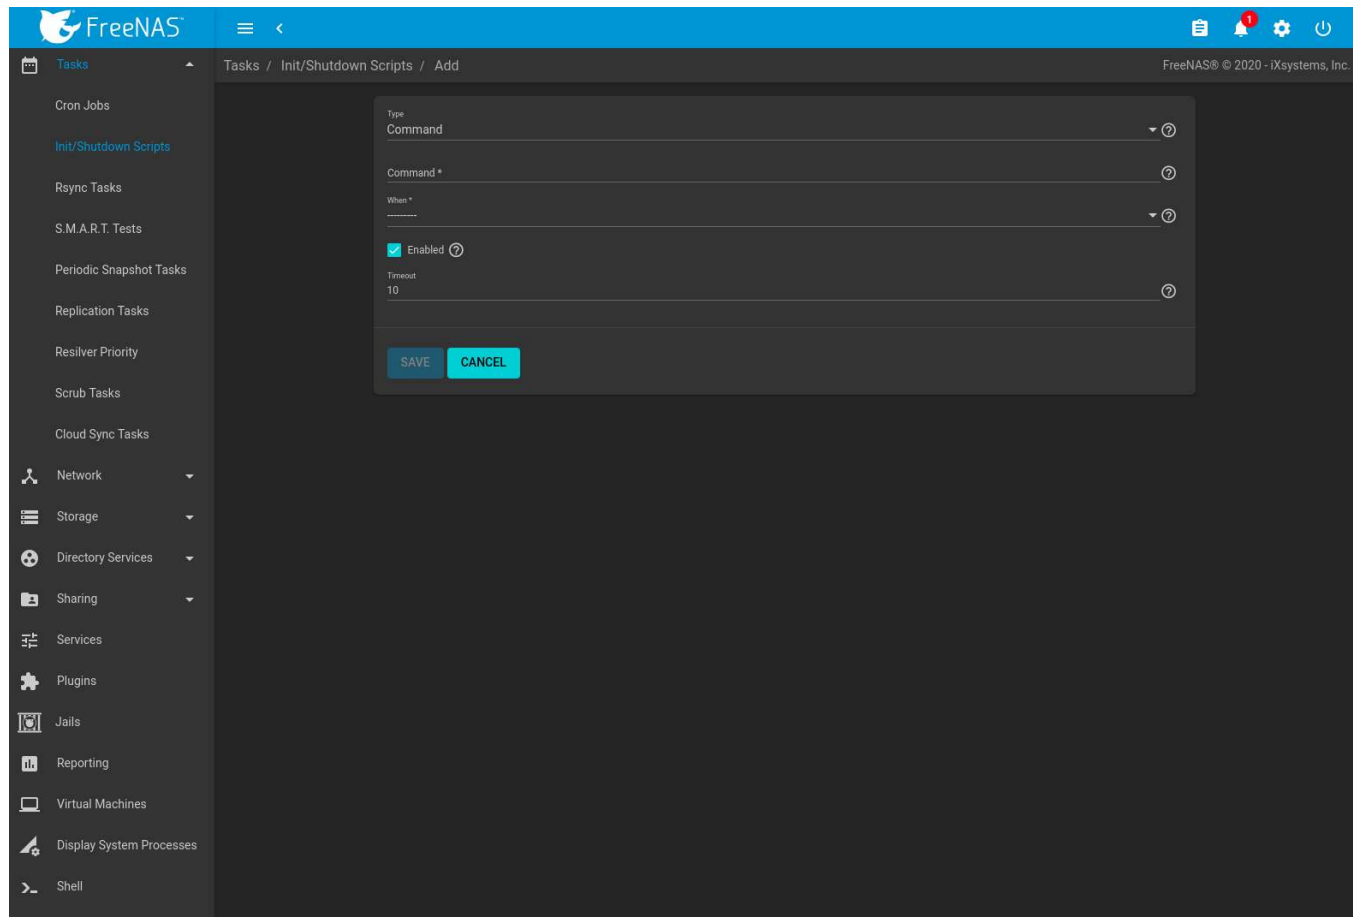 FreeNAS™
1
Tasks
Tasks / Init/Shutdown Scripts / Add
FreeNAS® © 2020 - iXsystems, Inc.
Cron Jobs
Init/Shutdown Scripts
Rsync Tasks
S.M.A.R.T. Tests
Periodic Snapshot Tasks
Replication Tasks
Resilver Priority
Scrub Tasks
Cloud Sync Tasks
Network
Storage
Directory Services
Sharing
Services
Plugins
Jails
Reporting
Virtual Machines
Display System Processes
Shell
Type
Command
Command *
When *
---------
Enabled
Timeout
10
SAVE
CANCEL